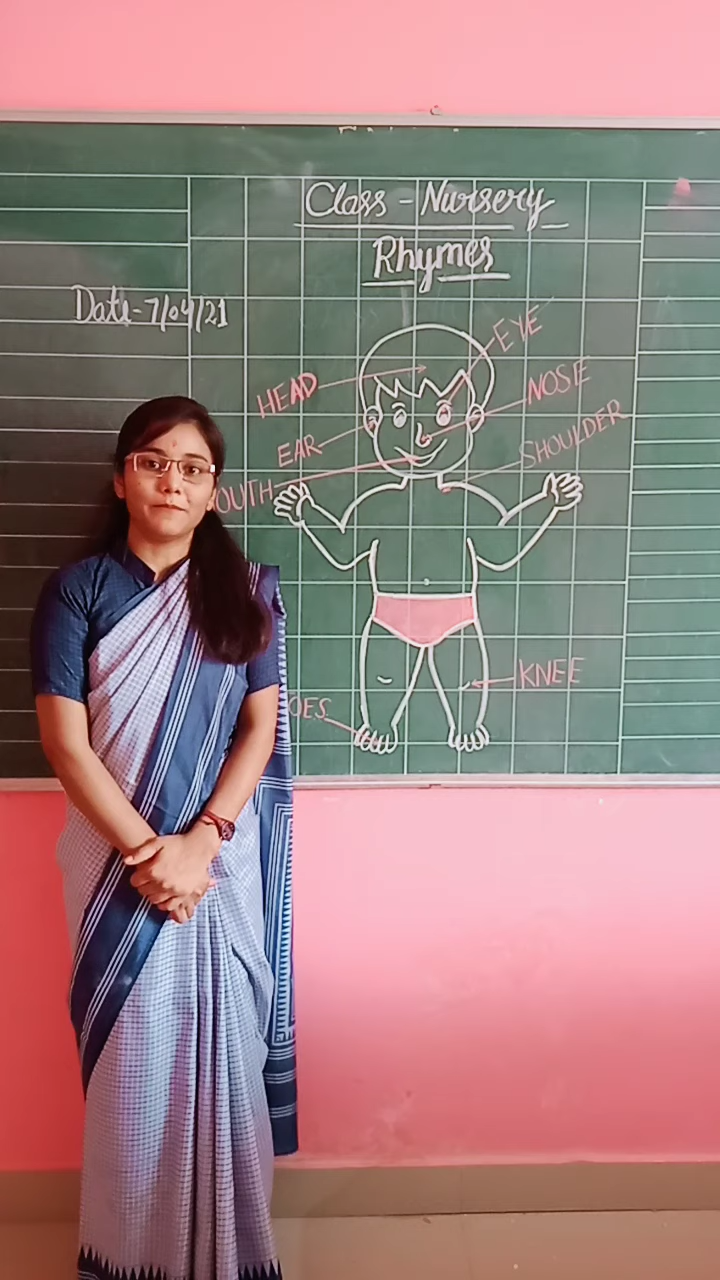 Class - Nursery
Rhymes
Date-7/04/21
EYE
HEAD
NOSE
EAR
SHOULDER
OUTH
KNEE
OES